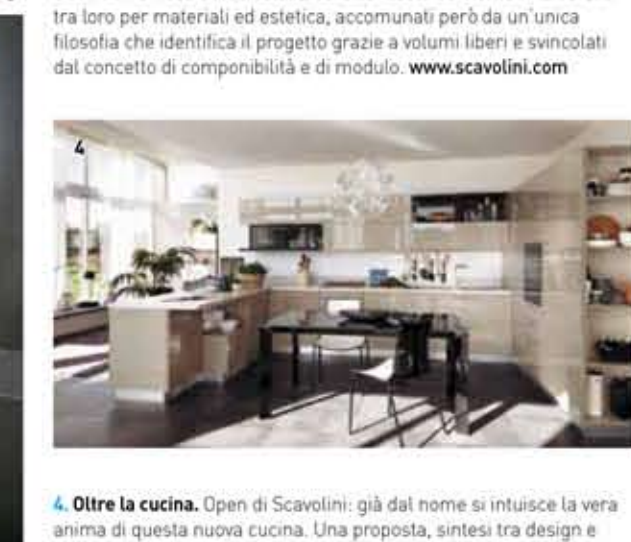 tra loro per materiali ed estetica, accomunati però da un'unica
filosofia che identifica il progetto grazie a volumi liberi e svincolati
dal concetto di componibilità e di modulo. www.scavolini.com
4
4. Oltre la cucina. Open di Scavolini: già dal nome si intuisce la vera
anima di questa nuova cucina. Una proposta, sintesi tra design e